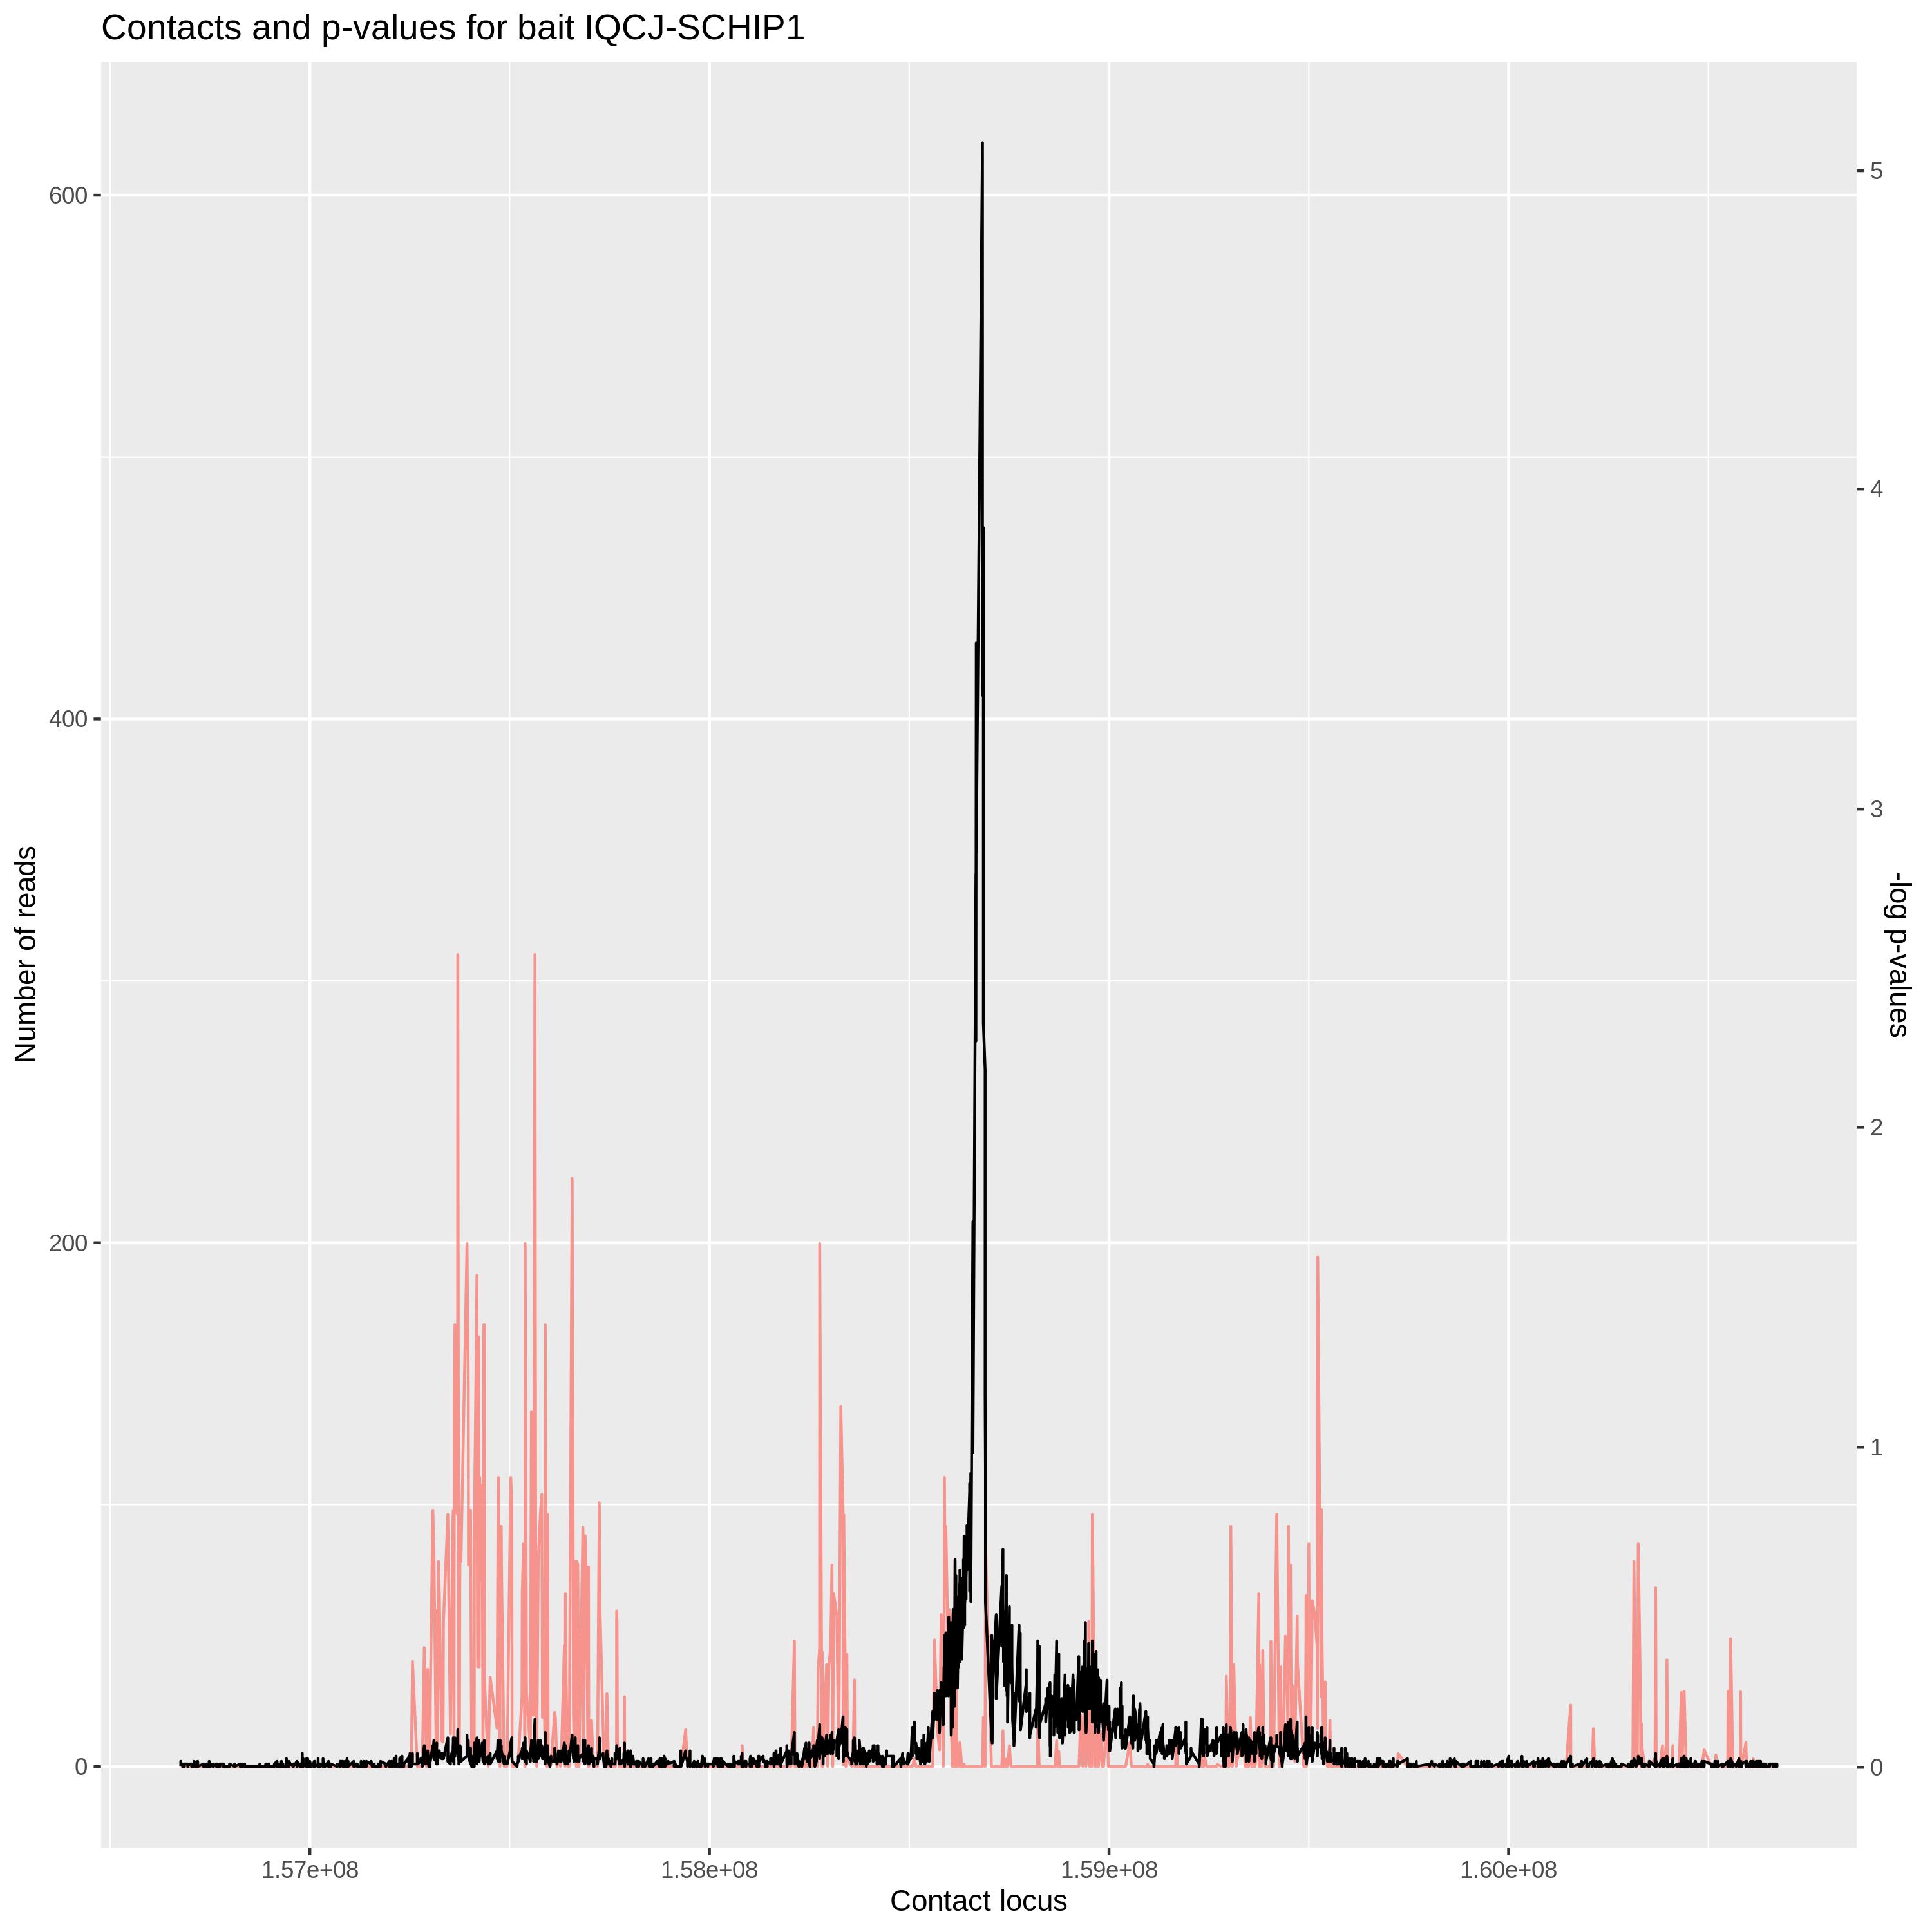 Contacts and p-values for bait IQCJ-SCHIP1
600
400
200
0
Number of reads
5
4
3
2
1
0
-log p-values
1.57e+08
1.58e+08
1.59e+08
1.60e+08
Contact locus